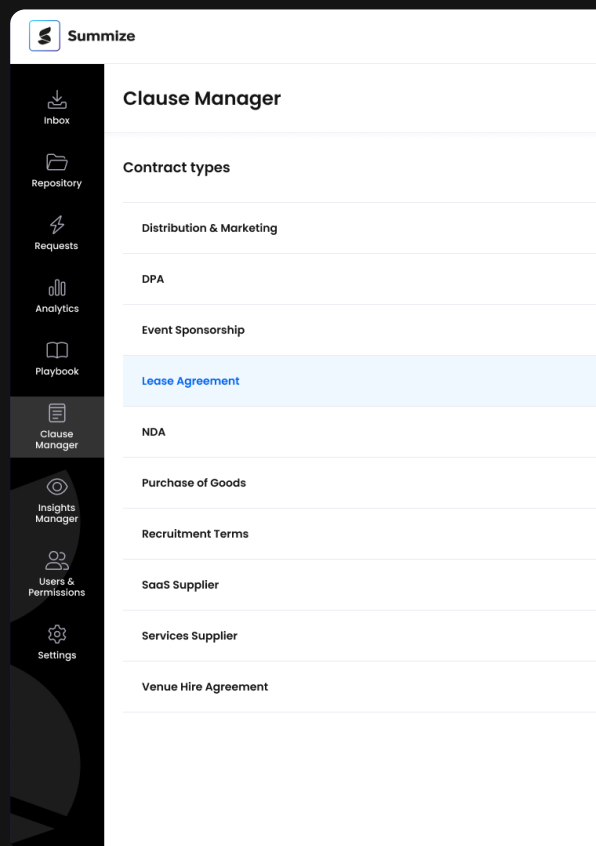 Summize
Inbox
Repository
Requests
Analytics
Playbook
Clause
Manager
Insights
Manager
Users &
Permissions
Settings
Clause Manager
Contract types
Distribution & Marketing
DPA
Event Sponsorship
Lease Agreement
NDA
Purchase of Goods
Recruitment Terms
SaaS Supplier
Services Supplier
Venue Hire Agreement